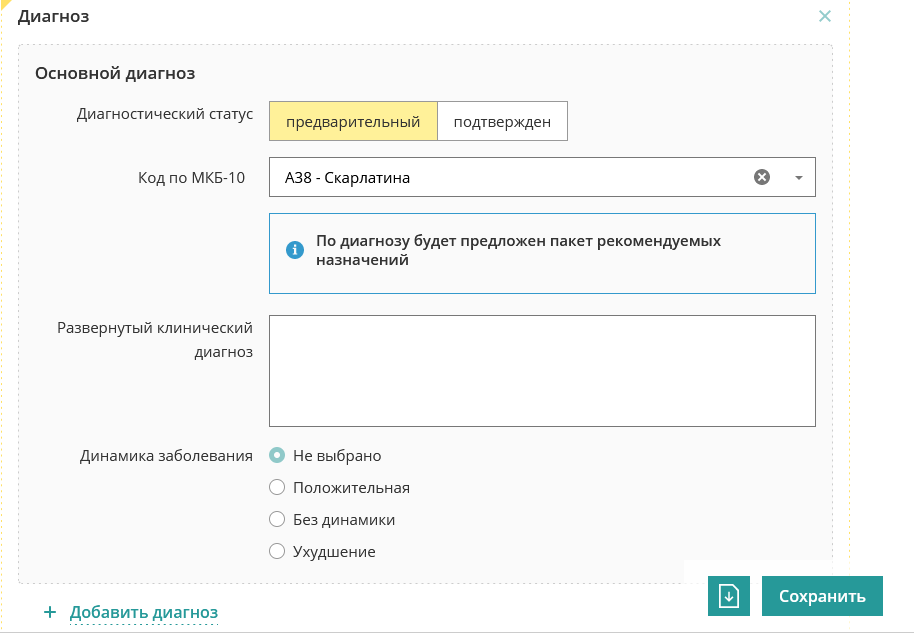 Диагноз
Основной диагноз
Диагностический статус
предварительный
подтвержден
Код по МКБ-10
A38 - Скарлатина
По диагнозу будет предложен пакет рекомендуемых
назначений
Развернутый клинический
диагноз
Динамика заболевания
Не выбрано
Положительная
Без динамики
Ухудшение
+ Добавить диагноз
Сохранить